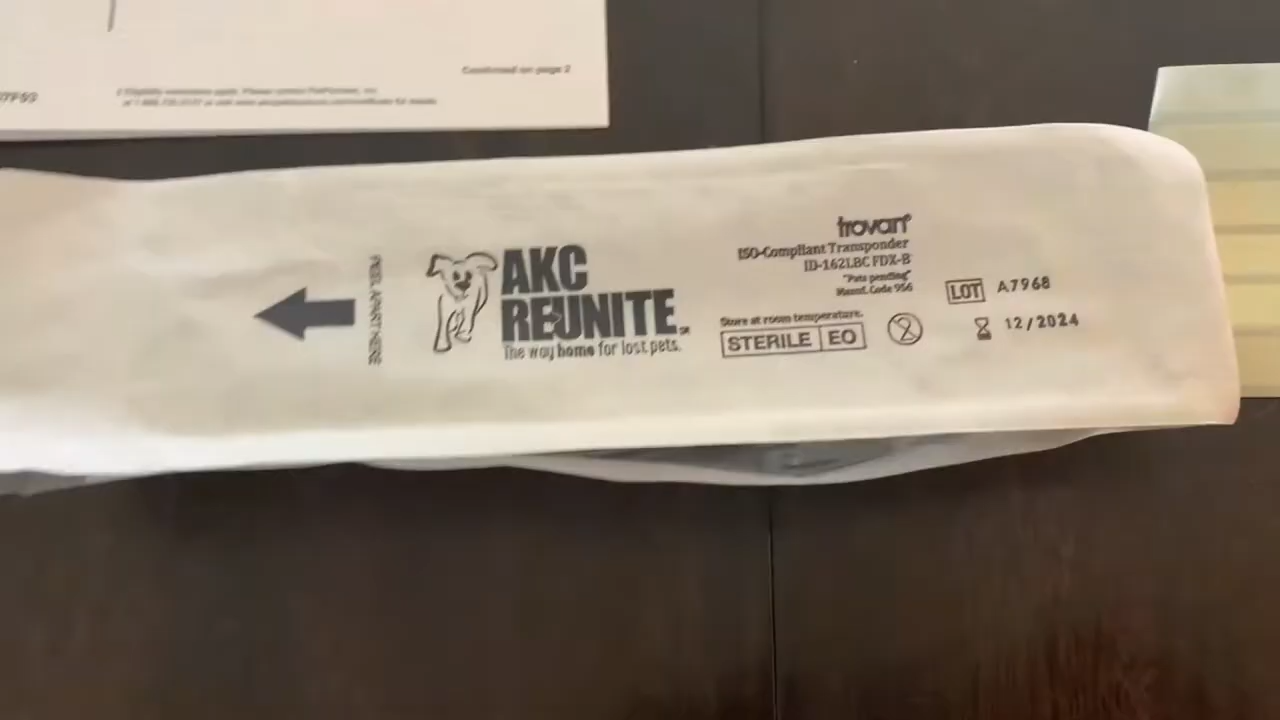 Continued on page 2
PEEL APART HERE
AKC
REUNITE
The way home for lost pets.
trovan
ISO-Compliant Transponder
ID-162LBC FDX-B
"Pats pending"
Manuf. Code 956
Store at room temperature.
STERILE EO
2
LOT A7968
12/2024